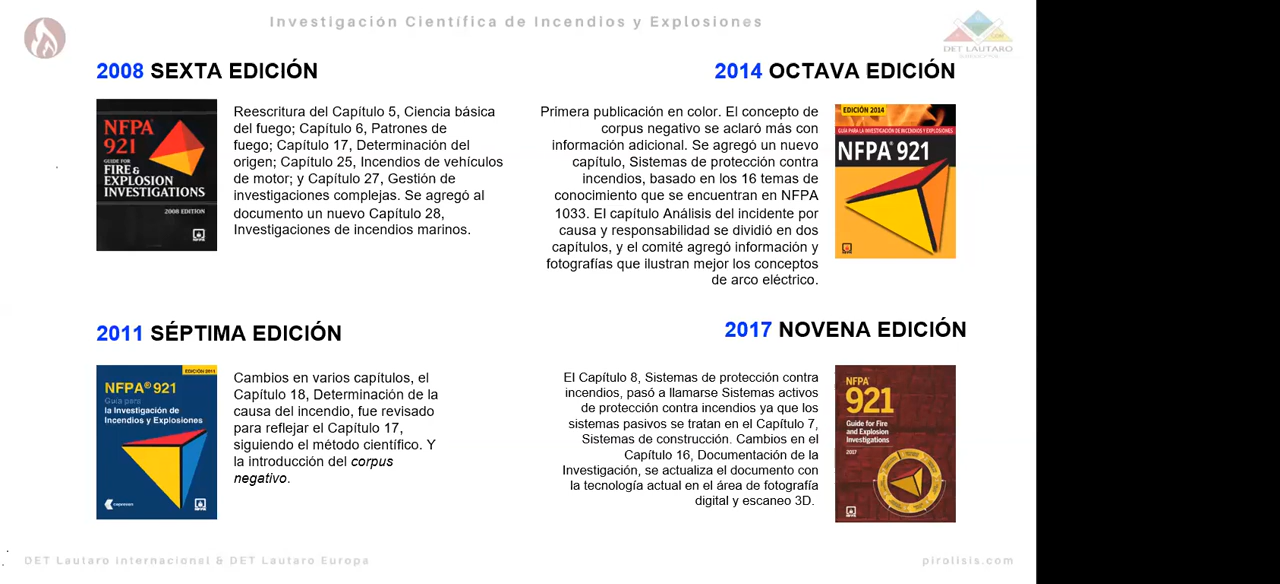 Investigación Científica de Incendios y Explosiones
DET LAUTARO
2008 SEXTA EDICIÓN
NFPA®
921
GUIDE FOR
FIRE &
EXPLOSION
INVESTIGATIONS
2008 EDITION
NFPA
Reescritura del Capítulo 5, Ciencia básica
del fuego; Capítulo 6, Patrones de
fuego; Capítulo 17, Determinación del
origen; Capítulo 25, Incendios de vehículos
de motor; y Capítulo 27, Gestión de
investigaciones complejas. Se agregó al
documento un nuevo Capítulo 28,
Investigaciones de incendios marinos.
2014 OCTAVA EDICIÓN
Primera publicación en color. El concepto de
corpus negativo se aclaró más con
información adicional. Se agregó un nuevo
capítulo, Sistemas de protección contra
incendios, basado en los 16 temas de
conocimiento que se encuentran en NFPA
1033. El capítulo Análisis del incidente por
causa y responsabilidad se dividió en dos
capítulos, y el comité agregó información y
fotografías que ilustran mejor los conceptos
de arco eléctrico.
EDICIÓN 2014
GUÍA PARA LA INVESTIGACIÓN DE INCENDIOS Y EXPLOSIONES
NFPA® 921
NFPA
2011 SÉPTIMA EDICIÓN
EDICIÓN 2011
NFPA® 921
Guía para
la Investigación de
Incendios y Explosiones
NFPA
Cambios en varios capítulos, el
Capítulo 18, Determinación de la
causa del incendio, fue revisado
para reflejar el Capítulo 17,
siguiendo el método científico. Y
la introducción del corpus
negativo.
2017 NOVENA EDICIÓN
El Capítulo 8, Sistemas de protección contra
incendios, pasó a llamarse Sistemas activos
de protección contra incendios ya que los
sistemas pasivos se tratan en el Capítulo 7,
Sistemas de construcción. Cambios en el
Capítulo 16, Documentación de la
Investigación, se actualiza el documento con
la tecnología actual en el área de fotografía
digital y escaneo 3D.
NFPA®
921
Guide for Fire
and Explosion
Investigations
2017
NFPA
DET Lautaro internacional & DET Lautaro Europa
pirolisis.com